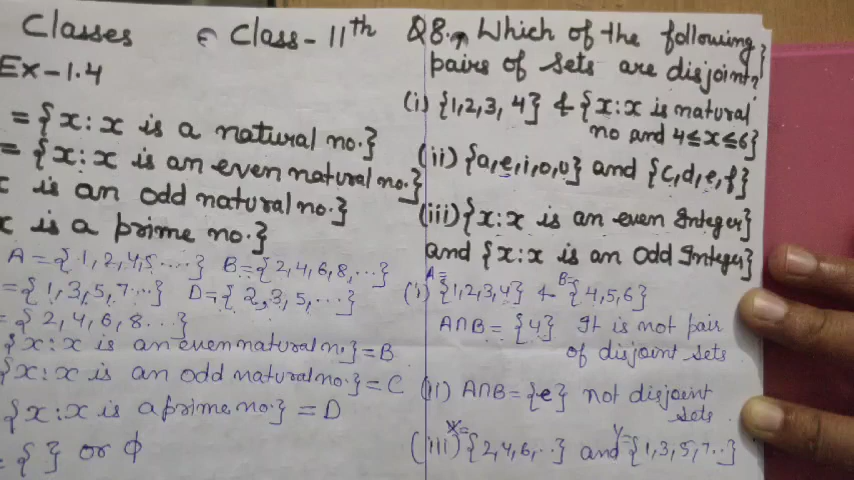 Classes
Class-11th
Ex-1.4
={x:x is a natural no.}
={x:x is an even natural no.}
x is an odd natural no.}
x is a prime no.}
A={1,2,4,5.....} B={2,4,6,8,...}
={1,3,5,7...} D={2,3,5,...}
={2,4,6,8...}
{x:x is an even natural n.}=B
{x:x is an odd natural no.}=C
{x:x is a prime no.}=D
={ } or ϕ
Q8. Which of the following
pairs of sets are disjoint?
(i) {1,2,3,4} & {x:x is natural
no and 4≤x≤6}
(ii) {a,e,i,o,u} and {c,d,e,f}
(iii) {x:x is an even Integer}
and {x:x is an odd Integer}
A= B=
(i) {1,2,3,4} & {4,5,6}
A∩B={4} It is not pair
of disjoint sets
(ii) A∩B={e} not disjoint
sets
X= Y=
(iii) {2,4,6,..} and {1,3,5,7..}